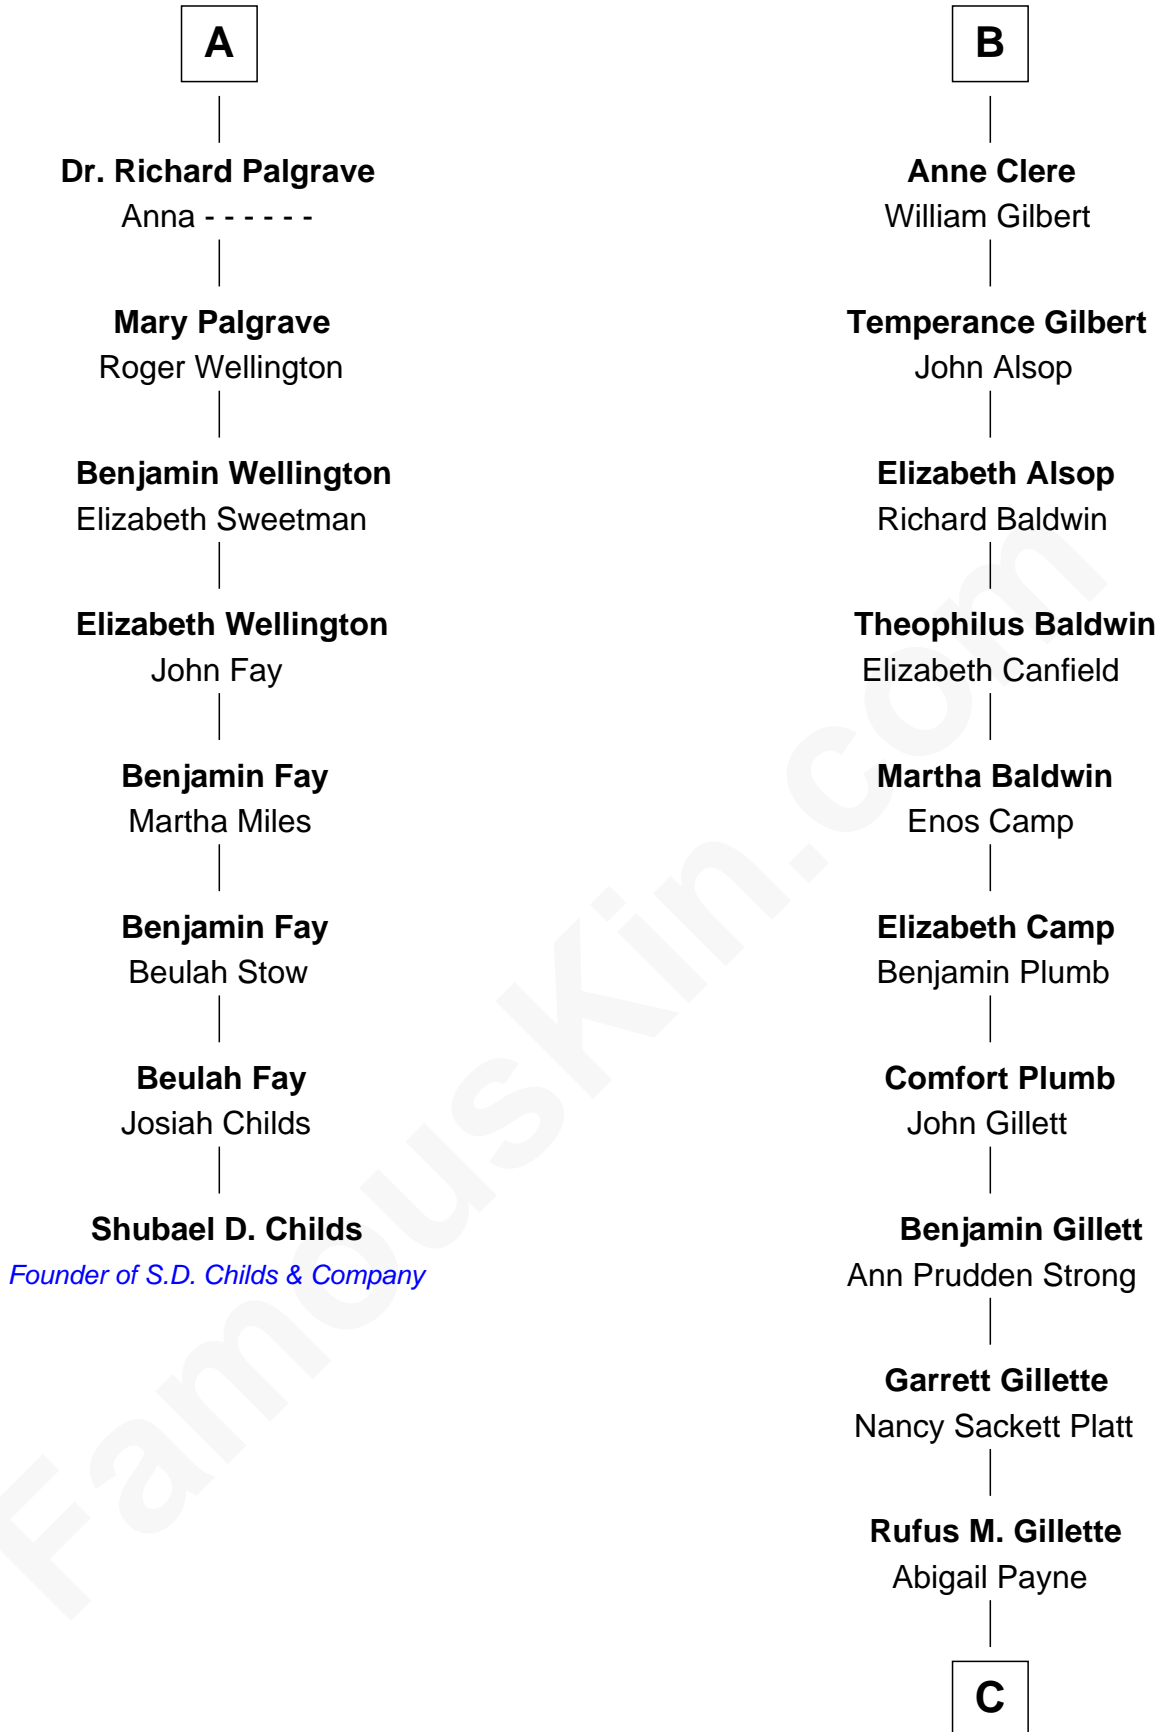 A
Dr. Richard Palgrave
Anna - - - - - -
Mary Palgrave
Roger Wellington
Benjamin Wellington
Elizabeth Sweetman
Elizabeth Wellington
John Fay
Benjamin Fay
Martha Miles
Benjamin Fay
Beulah Stow
Beulah Fay
Josiah Childs
Shubael D. Childs
Founder of S.D. Childs & Company
B
Anne Clere
William Gilbert
Temperance Gilbert
John Alsop
Elizabeth Alsop
Richard Baldwin
Theophilus Baldwin
Elizabeth Canfield
Martha Baldwin
Enos Camp
Elizabeth Camp
Benjamin Plumb
Comfort Plumb
John Gillett
Benjamin Gillett
Ann Prudden Strong
Garrett Gillette
Nancy Sackett Platt
Rufus M. Gillette
Abigail Payne
C
FamousKin.com